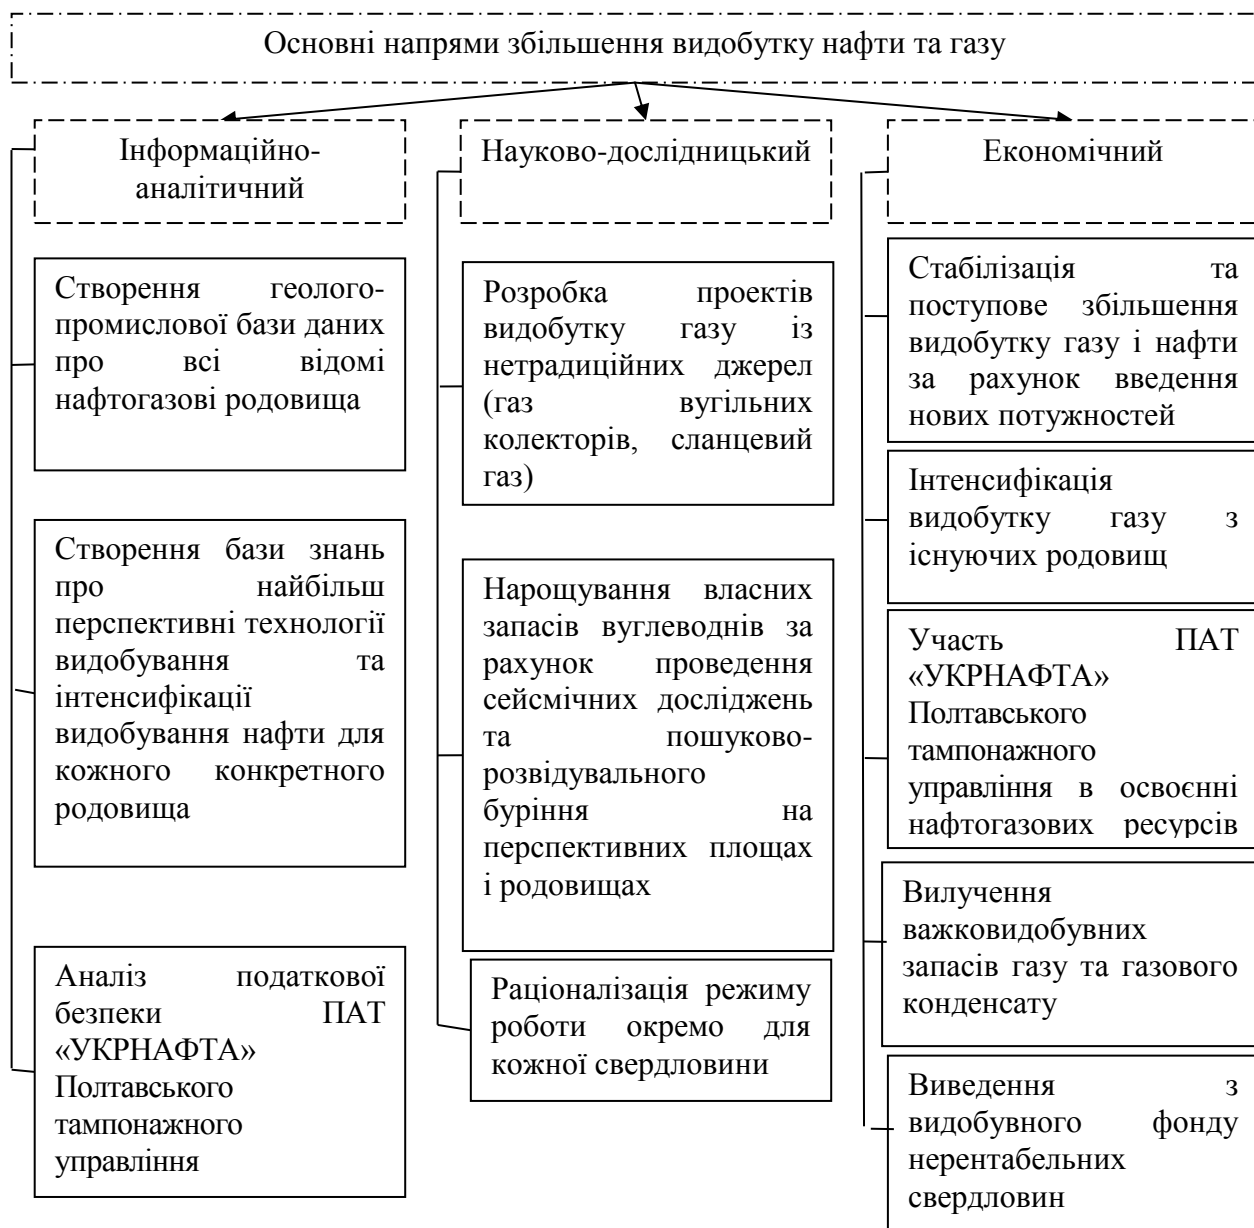 Основні напрями збільшення видобутку нафти та газу
Інформаційно-
аналітичний
Створення геолого-
промислової бази даних
про всі відомі
нафтогазові родовища
Створення бази знань
про найбільш
перспективні технології
видобування та
інтенсифікації
видобування нафти для
кожного конкретного
родовища
Аналіз податкової
безпеки ПАТ
«УКРНАФТА»
Полтавського
тампонажного
управління
Науково-дослідницький
Розробка проектів
видобутку газу із
нетрадиційних джерел
(газ вугільних
колекторів, сланцевий
газ)
Нарощування власних
запасів вуглеводнів за
рахунок проведення
сейсмічних досліджень
та пошуково-
розвідувального
буріння на
перспективних площах
і родовищах
Раціоналізація режиму
роботи окремо для
кожної свердловини
Економічний
Стабілізація та
поступове збільшення
видобутку газу і нафти
за рахунок введення
нових потужностей
Інтенсифікація
видобутку газу з
існуючих родовищ
Участь ПАТ
«УКРНАФТА»
Полтавського
тампонажного
управління в освоєнні
нафтогазових ресурсів
Вилучення
важковидобувних
запасів газу та газового
конденсату
Виведення з
видобувного фонду
нерентабельних
свердловин